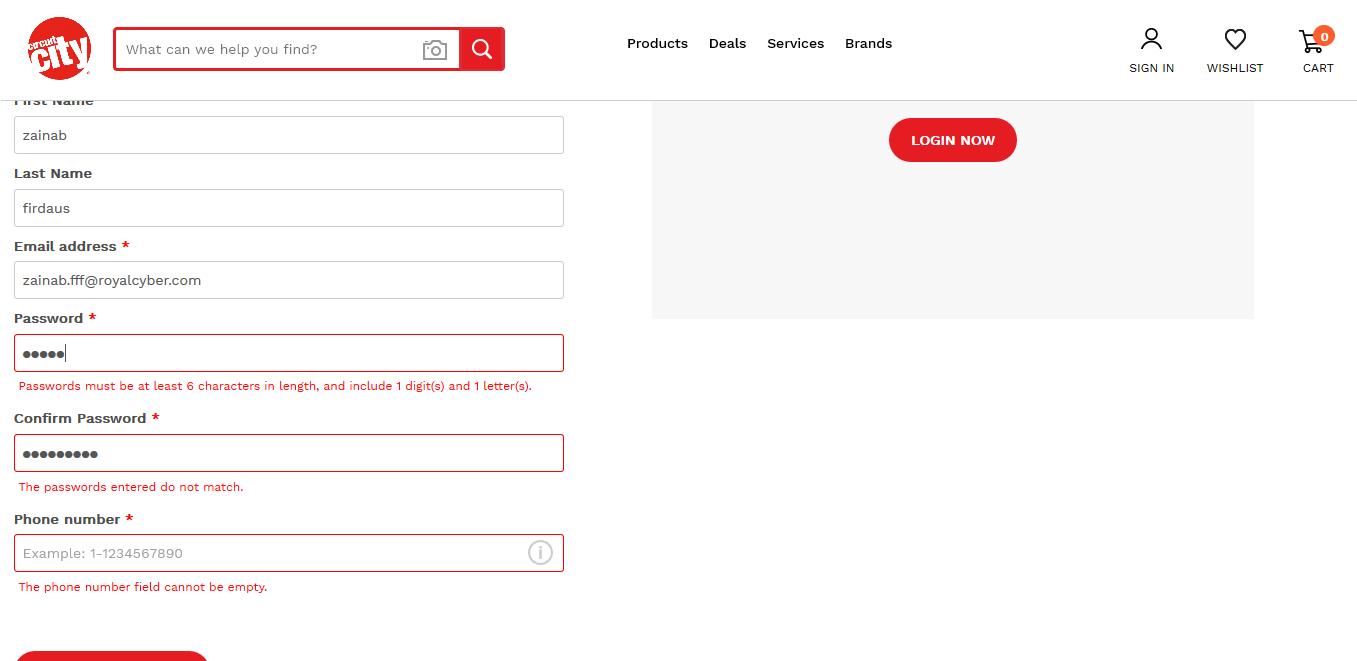 circuit
city
What can we help you find?
Products
Deals
Services
Brands
SIGN IN
WISHLIST
0
CART
First Name
zainab
Last Name
firdaus
Email address *
zainab.fff@royalcyber.com
Password *
●●●●●
Passwords must be at least 6 characters in length, and include 1 digit(s) and 1 letter(s).
Confirm Password *
●●●●●●●●●
The passwords entered do not match.
Phone number *
Example: 1-1234567890
The phone number field cannot be empty.
LOGIN NOW